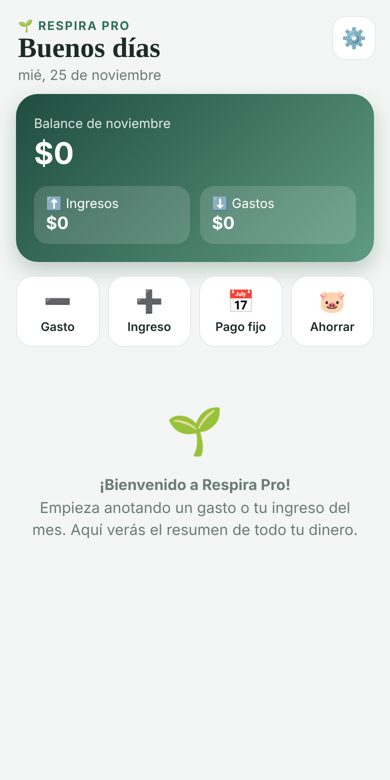 🌱 RESPIRA PRO
Buenos días
mié, 25 de noviembre
Balance de noviembre
$0
⬆️ Ingresos
$0
⬇️ Gastos
$0
Gasto
Ingreso
July 17
Pago fijo
Ahorrar
¡Bienvenido a Respira Pro!
Empieza anotando un gasto o tu ingreso del
mes. Aquí verás el resumen de todo tu dinero.